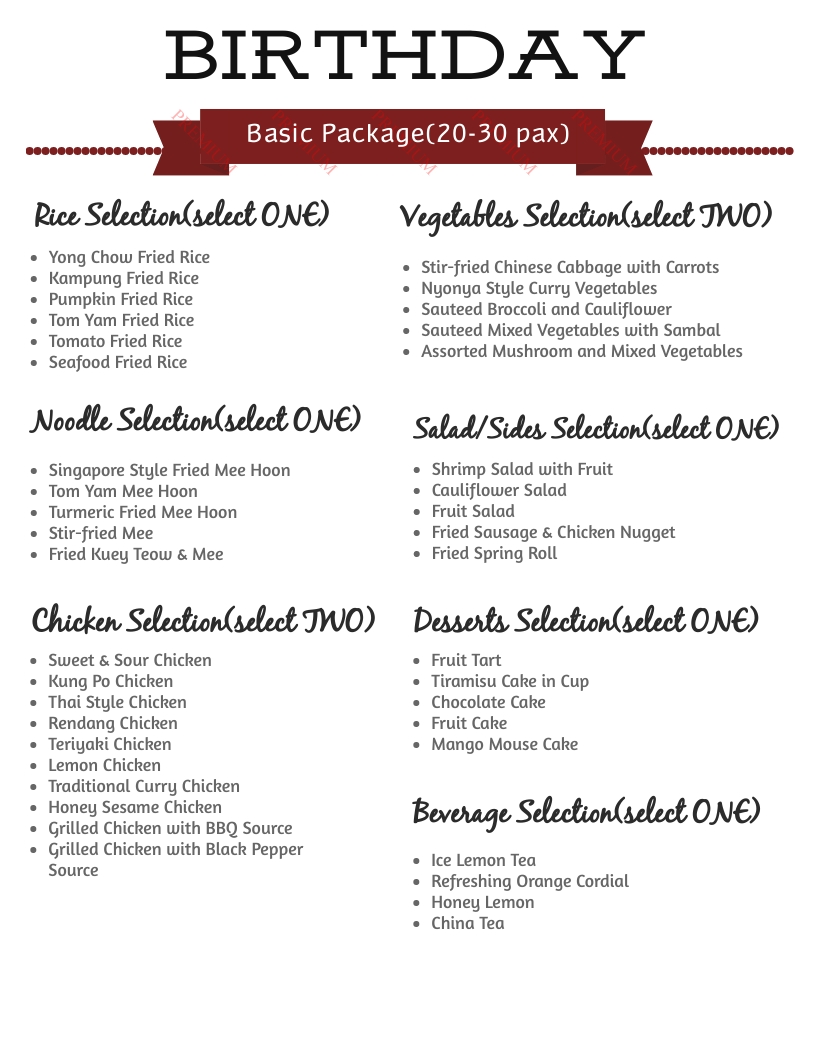 BIRTHDAY
Basic Package(20-30 pax)
PREMIUM PREMIUM PREMIUM PREMIUM PREMIUM
Rice Selection(select ONE)
Yong Chow Fried Rice
Kampung Fried Rice
Pumpkin Fried Rice
Tom Yam Fried Rice
Tomato Fried Rice
Seafood Fried Rice
Noodle Selection(select ONE)
Singapore Style Fried Mee Hoon
Tom Yam Mee Hoon
Turmeric Fried Mee Hoon
Stir-fried Mee
Fried Kuey Teow & Mee
Chicken Selection(select TWO)
Sweet & Sour Chicken
Kung Po Chicken
Thai Style Chicken
Rendang Chicken
Teriyaki Chicken
Lemon Chicken
Traditional Curry Chicken
Honey Sesame Chicken
Grilled Chicken with BBQ Source
Grilled Chicken with Black Pepper
Source
Vegetables Selection(select TWO)
Stir-fried Chinese Cabbage with Carrots
Nyonya Style Curry Vegetables
Sauteed Broccoli and Cauliflower
Sauteed Mixed Vegetables with Sambal
Assorted Mushroom and Mixed Vegetables
Salad/Sides Selection(select ONE)
Shrimp Salad with Fruit
Cauliflower Salad
Fruit Salad
Fried Sausage & Chicken Nugget
Fried Spring Roll
Desserts Selection(select ONE)
Fruit Tart
Tiramisu Cake in Cup
Chocolate Cake
Fruit Cake
Mango Mouse Cake
Beverage Selection(select ONE)
Ice Lemon Tea
Refreshing Orange Cordial
Honey Lemon
China Tea